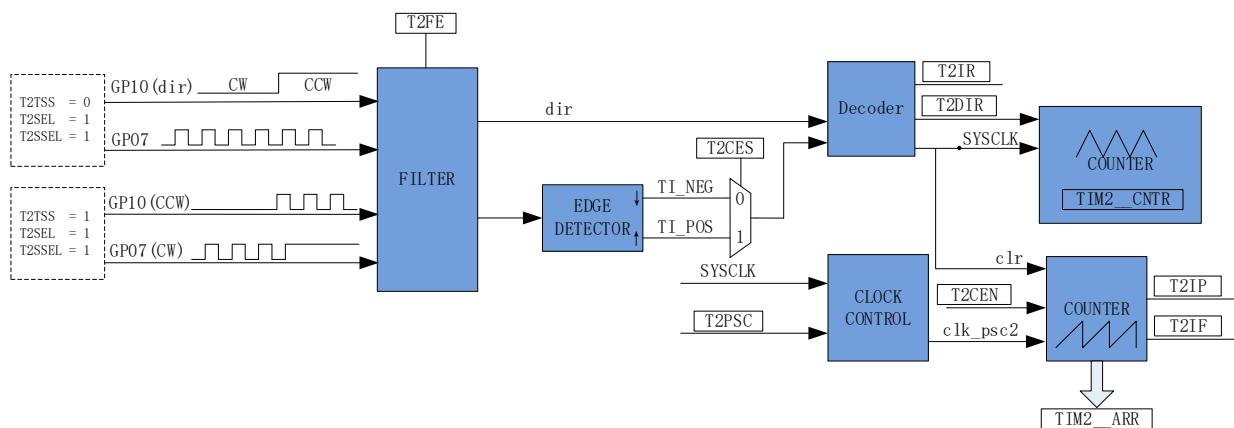 T2FE
GP10(dir)
CW
CCW
T2TSS = 0
T2SEL = 1
T2SSEL = 1
GP07
T2TSS = 1
T2SEL = 1
T2SSEL = 1
GP10(CCW)
GP07(CW)
FILTER
dir
EDGE
DETECTOR
TI_NEG
TI_POS
T2CES
0
1
Decoder
T2IR
T2DIR
SYSCLK
COUNTER
TIM2__CNTR
SYSCLK
T2PSC
CLOCK
CONTROL
clr
T2CEN
clk_psc2
COUNTER
T2IP
T2IF
TIM2__ARR